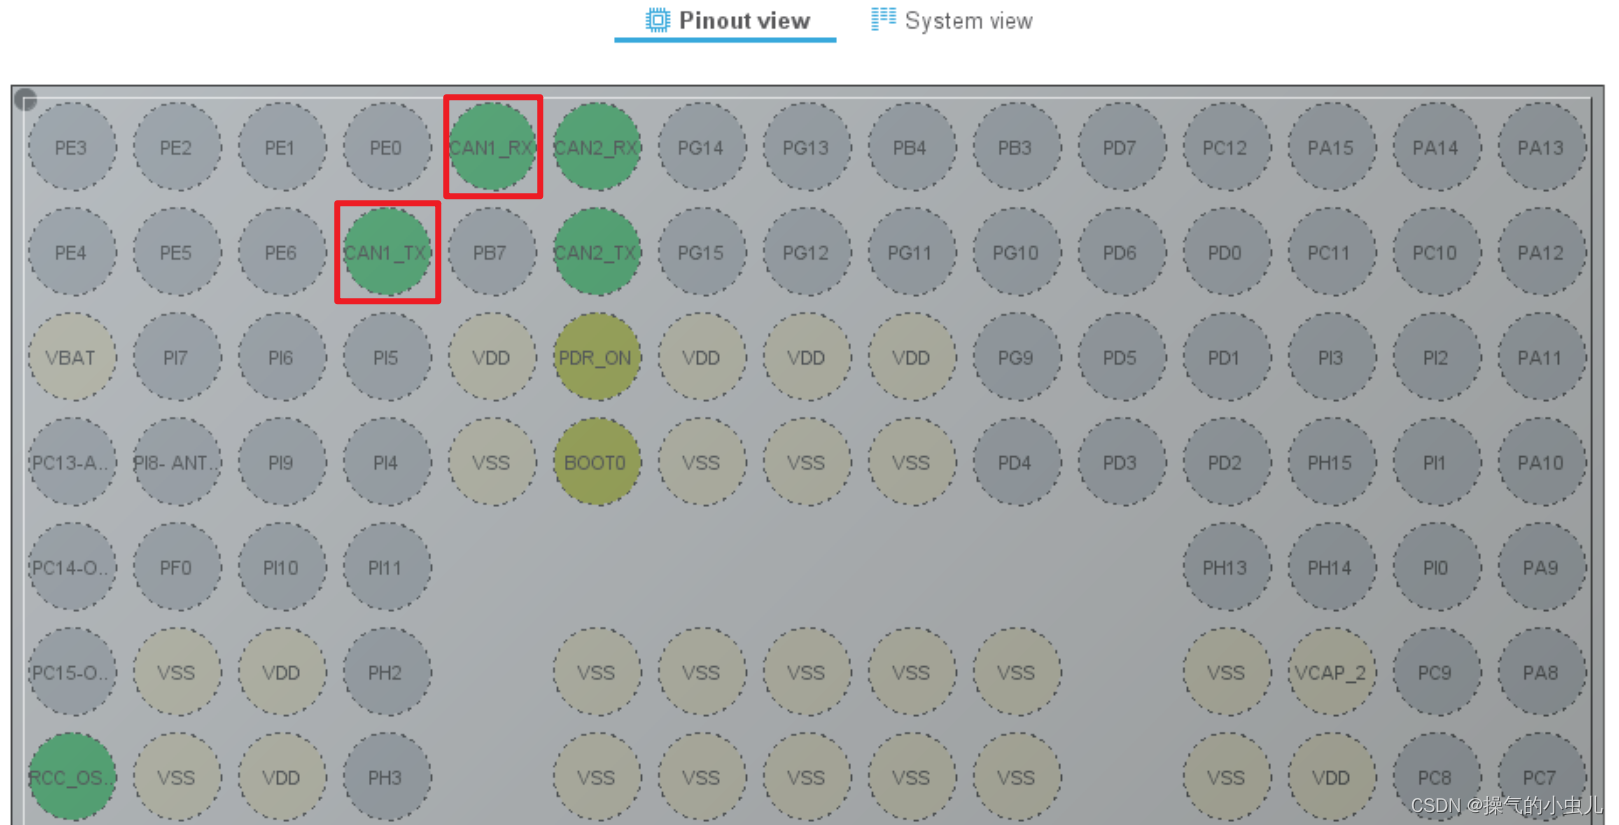 Pinout view System view
PE3 PE2 PE1 PE0 CAN1_RX CAN2_RX PG14 PG13 PB4 PB3 PD7 PC12 PA15 PA14 PA13
PE4 PE5 PE6 CAN1_TX PB7 CAN2_TX PG15 PG12 PG11 PG10 PD6 PD0 PC11 PC10 PA12
VBAT PI7 PI6 PI5 VDD PDR_ON VDD VDD VDD PG9 PD5 PD1 PI3 PI2 PA11
PC13-A.. PI8- ANT.. PI9 PI4 VSS BOOT0 VSS VSS VSS PD4 PD3 PD2 PH15 PI1 PA10
PC14-O.. PF0 PI10 PI11 PH13 PH14 PI0 PA9
PC15-O.. VSS VDD PH2 VSS VSS VSS VSS VSS VSS VCAP_2 PC9 PA8
RCC_OS.. VSS VDD PH3 VSS VSS VSS VSS VSS VSS VDD PC8 PC7
CSDN @操气的小虫儿